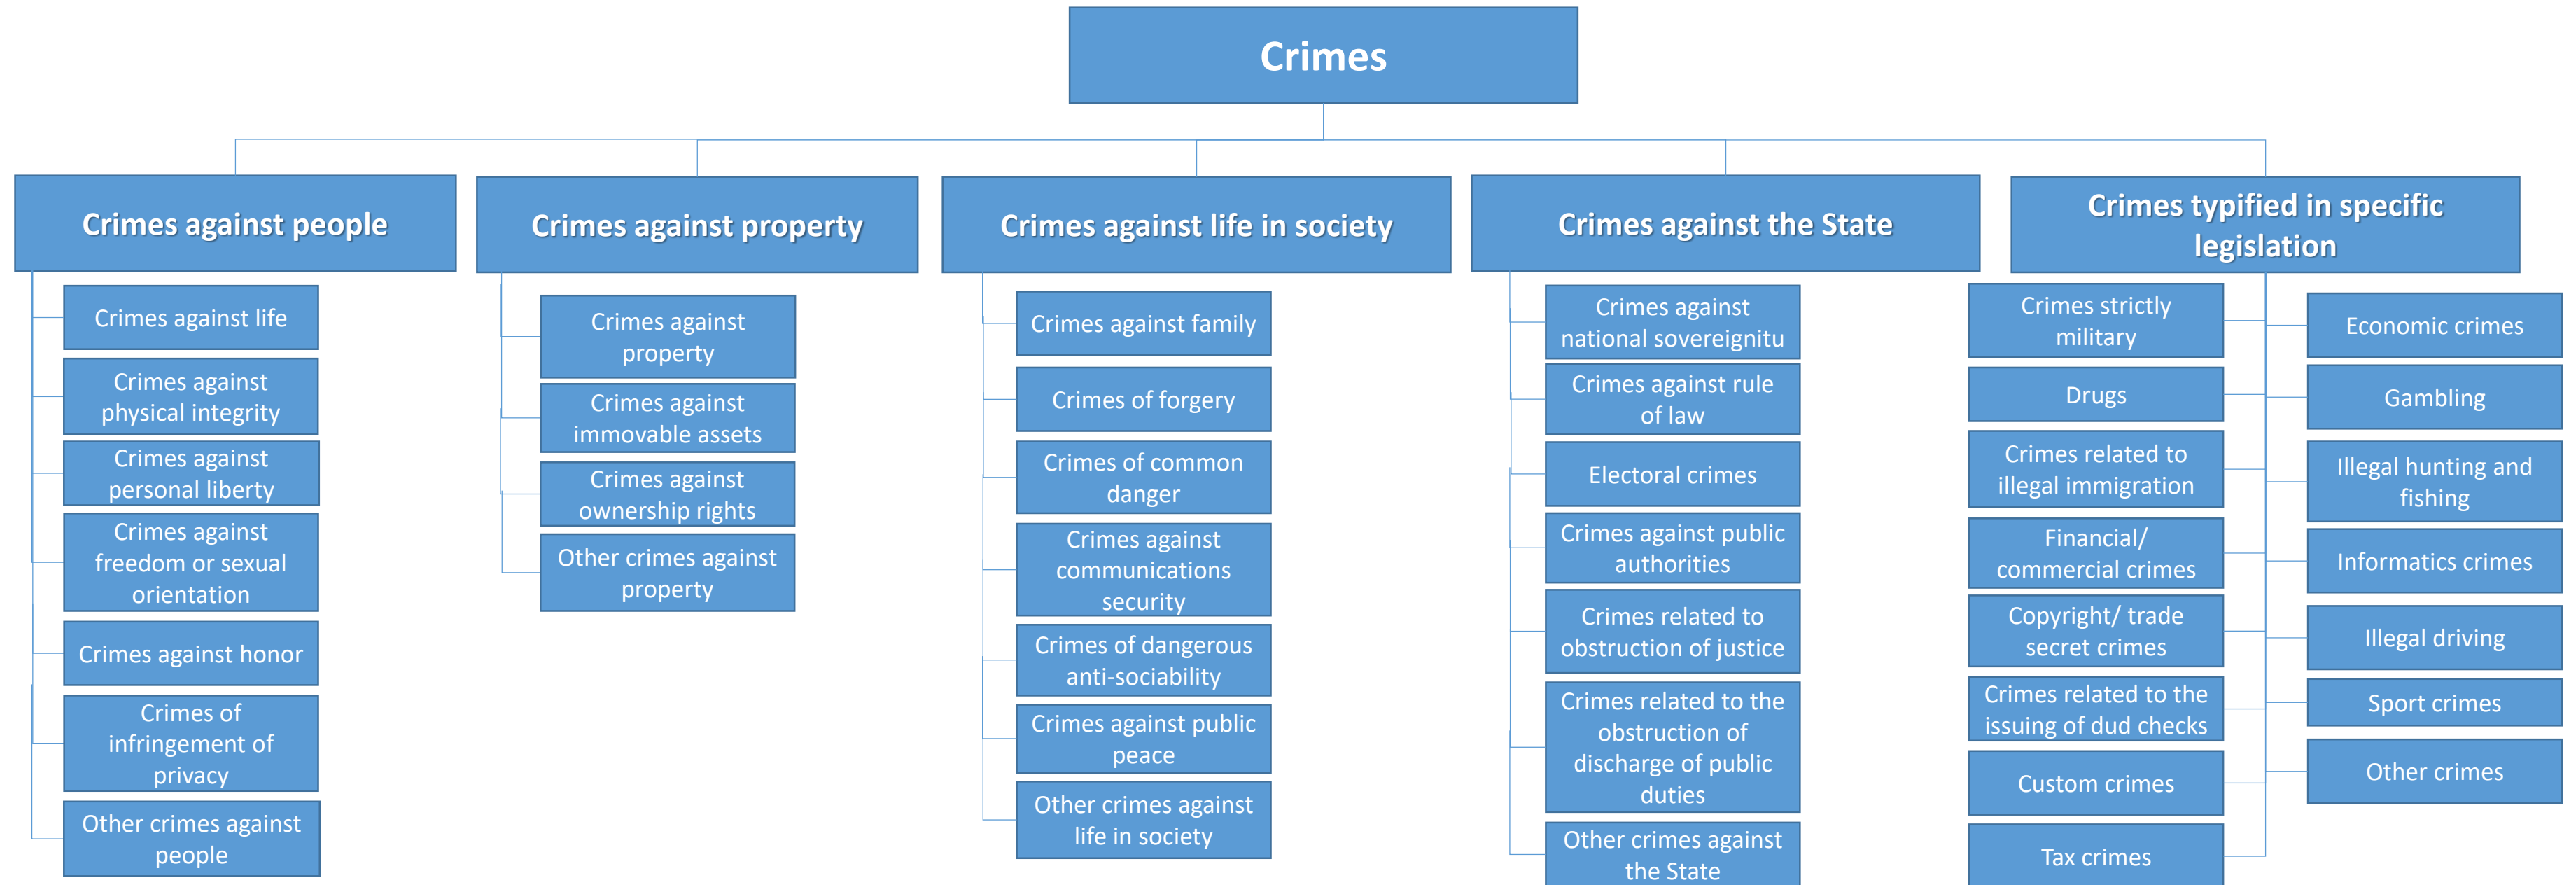 Crimes
Crimes against people
Crimes against life
Crimes against
physical integrity
Crimes against
personal liberty
Crimes against
freedom or sexual
orientation
Crimes against honor
Crimes of
infringement of
privacy
Other crimes against
people
Crimes against property
Crimes against
property
Crimes against
immovable assets
Crimes against
ownership rights
Other crimes against
property
Crimes against life in society
Crimes against family
Crimes of forgery
Crimes of common
danger
Crimes against
communications
security
Crimes of dangerous
anti-sociability
Crimes against public
peace
Other crimes against
life in society
Crimes against the State
Crimes against
national sovereignitu
Crimes against rule
of law
Electoral crimes
Crimes against public
authorities
Crimes related to
obstruction of justice
Crimes related to the
obstruction of
discharge of public
duties
Other crimes against
the State
Crimes typified in specific
legislation
Crimes strictly
military
Drugs
Crimes related to
illegal immigration
Financial/
commercial crimes
Copyright/ trade
secret crimes
Crimes related to the
issuing of dud checks
Custom crimes
Tax crimes
Economic crimes
Gambling
Illegal hunting and
fishing
Informatics crimes
Illegal driving
Sport crimes
Other crimes